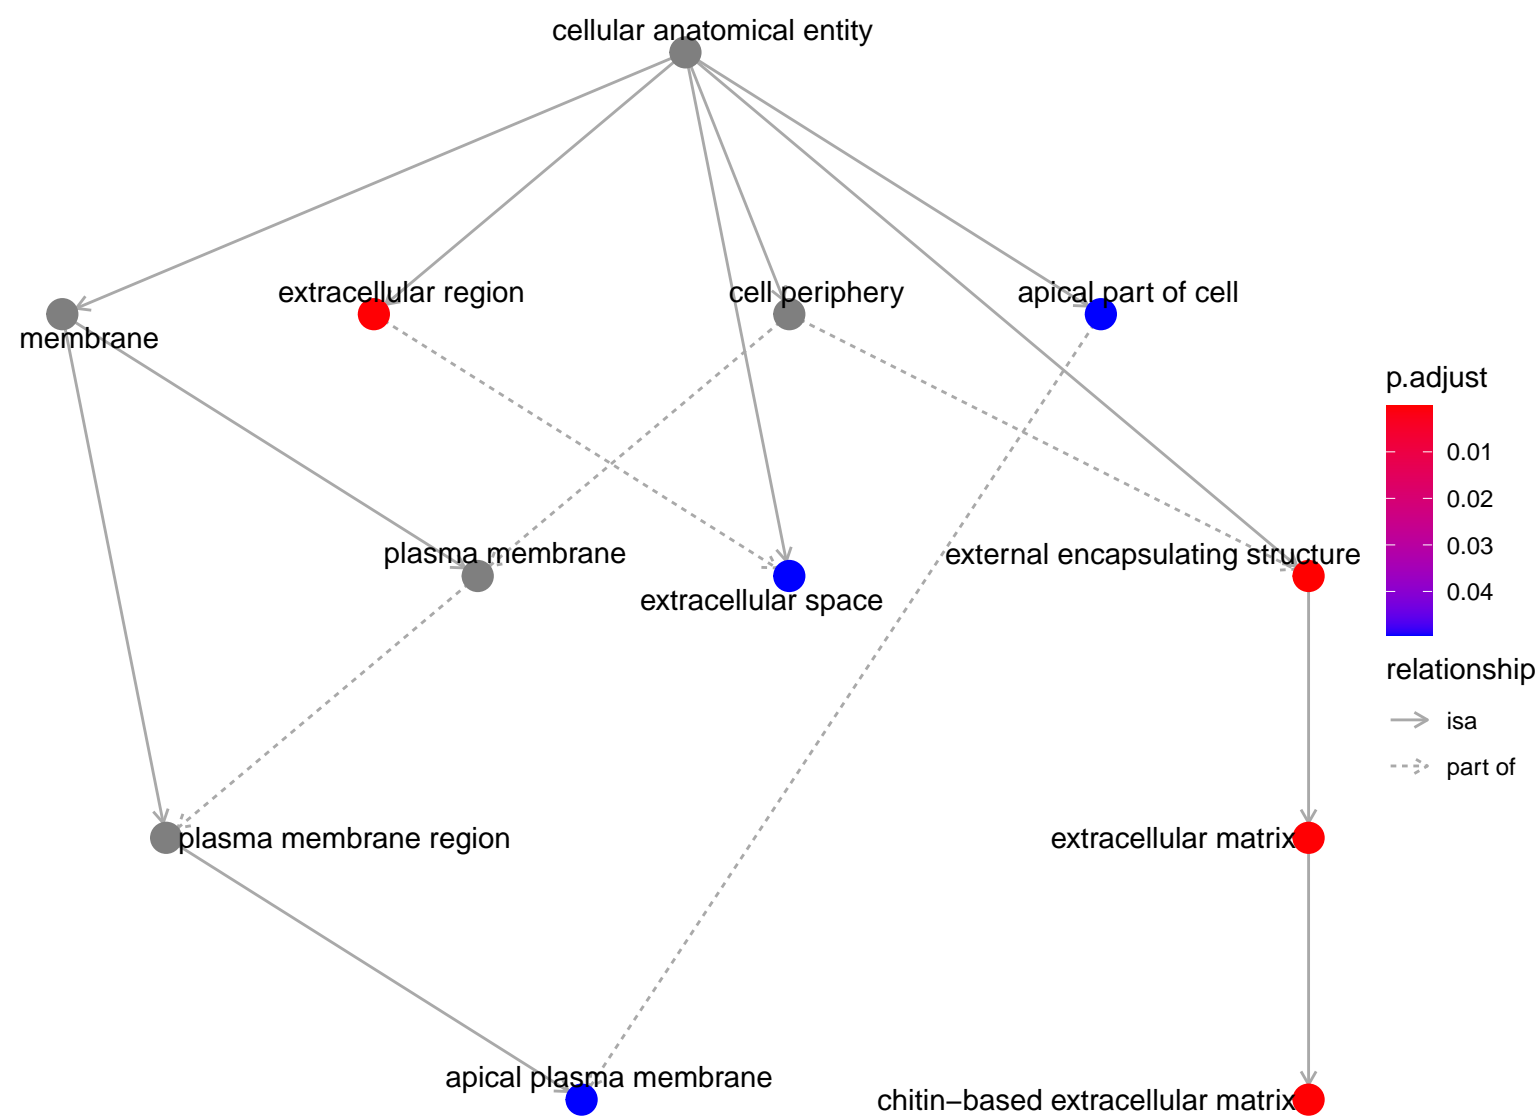 cellular anatomical entity
extracellular region
cell periphery
apical part of cell
membrane
plasma membrane
extracellular space
external encapsulating structure
plasma membrane region
extracellular matrix
apical plasma membrane
chitin−based extracellular matrix
p.adjust
0.01
0.02
0.03
0.04
relationship
isa
part of